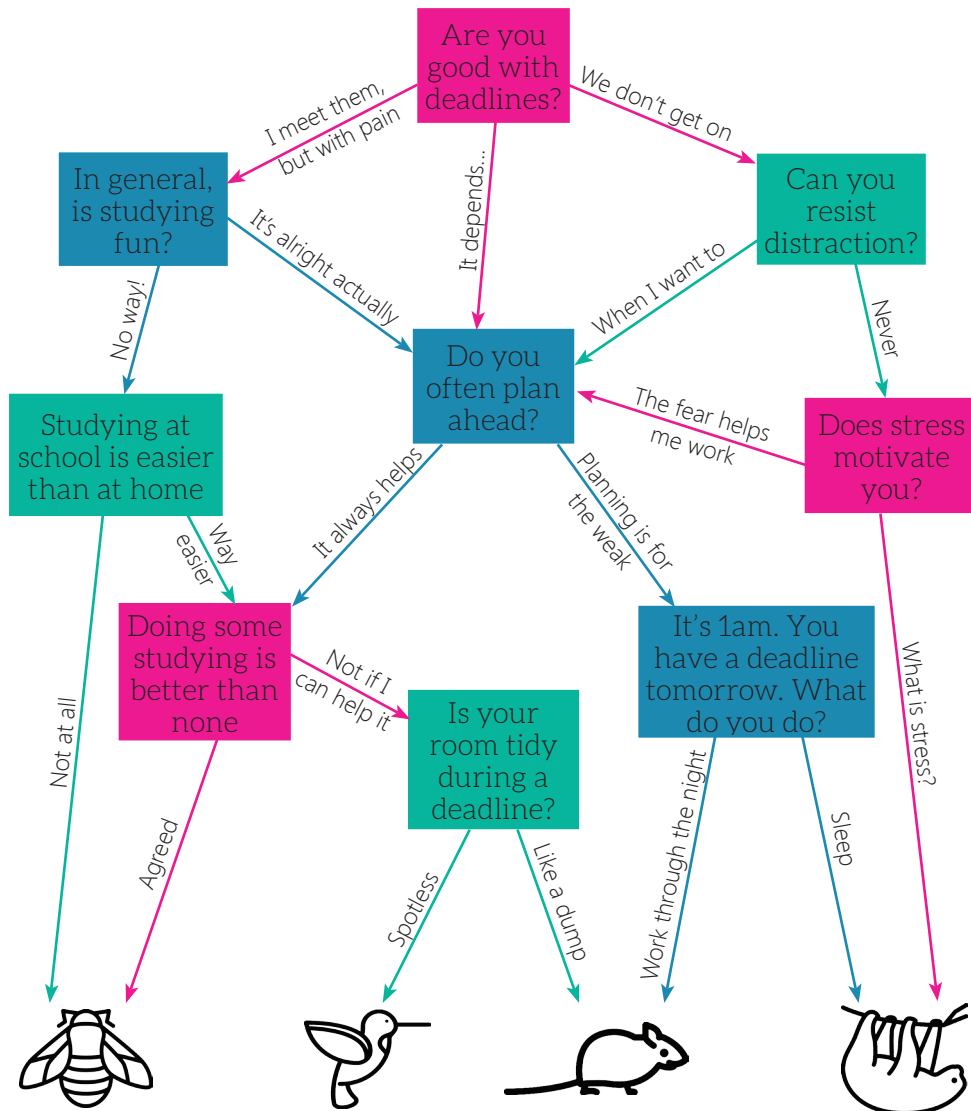 Are you
good with
deadlines?
I meet them,
but with pain
We don't get on
It depends...
In general,
is studying
fun?
Can you
resist
distraction?
It's alright actually
When I want to
No way!
Never
Do you
often plan
ahead?
Studying at
school is easier
than at home
The fear helps
me work
Does stress
motivate
you?
Way
easier
It always helps
Planning is for
the weak
Doing some
studying is
better than
none
It’s 1am. You
have a deadline
tomorrow. What
do you do?
Not if I
can help it
Is your
room tidy
during a
deadline?
Not at all
What is stress?
Agreed
Spotless
Like a dump
Work through the night
Sleep